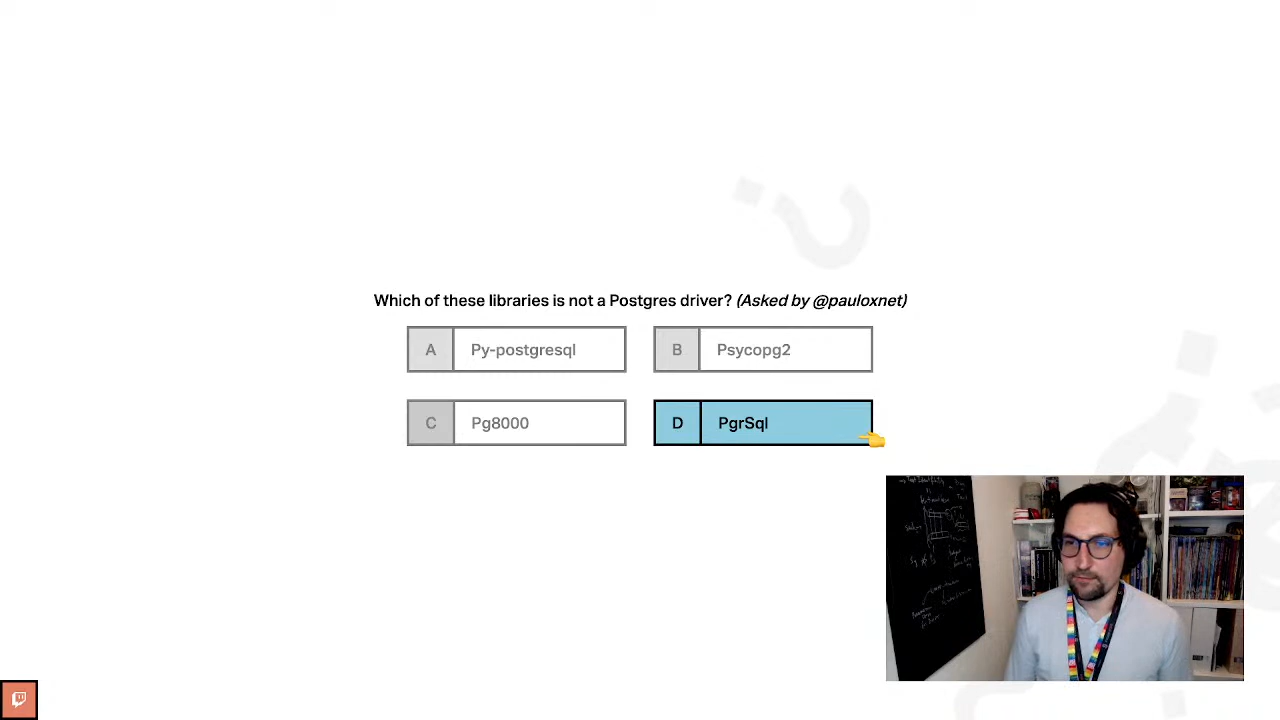 Which of these libraries is not a Postgres driver? (Asked by @pauloxnet)
A Py-postgresql
B Psycopg2
C Pg8000
D PgrSql